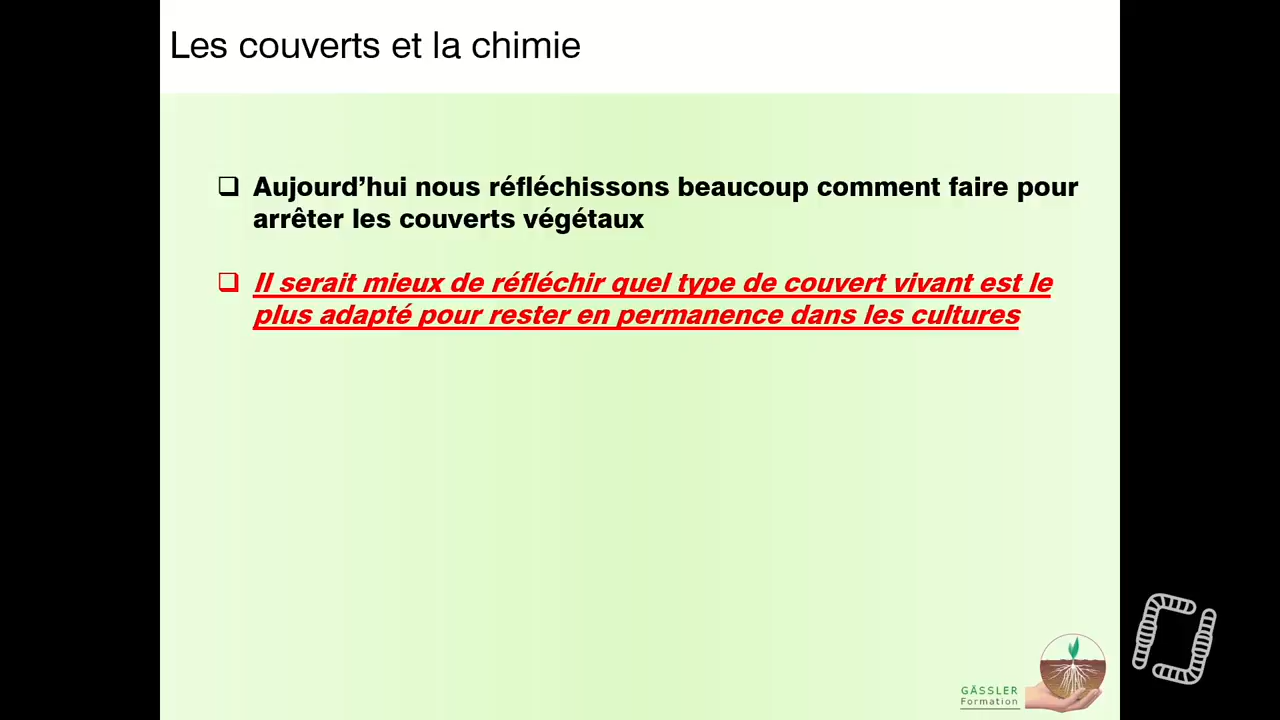 Les couverts et la chimie
Aujourd’hui nous réfléchissons beaucoup comment faire pour
arrêter les couverts végétaux
Il serait mieux de réfléchir quel type de couvert vivant est le
plus adapté pour rester en permanence dans les cultures
GÄSSLER
Formation